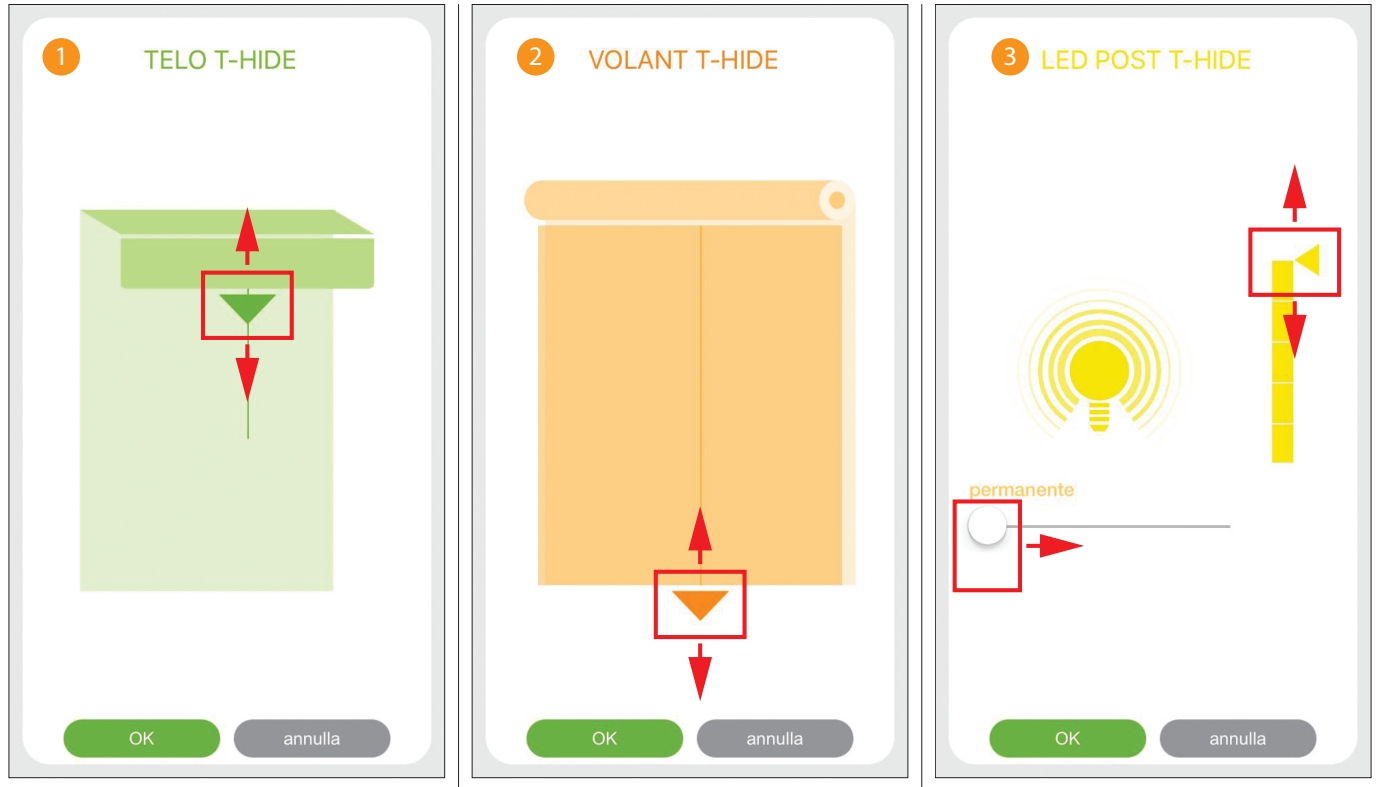 1 TELO T-HIDE
OK annulla
2 VOLANT T-HIDE
OK annulla
3 LED POST T-HIDE
permanente
OK annulla